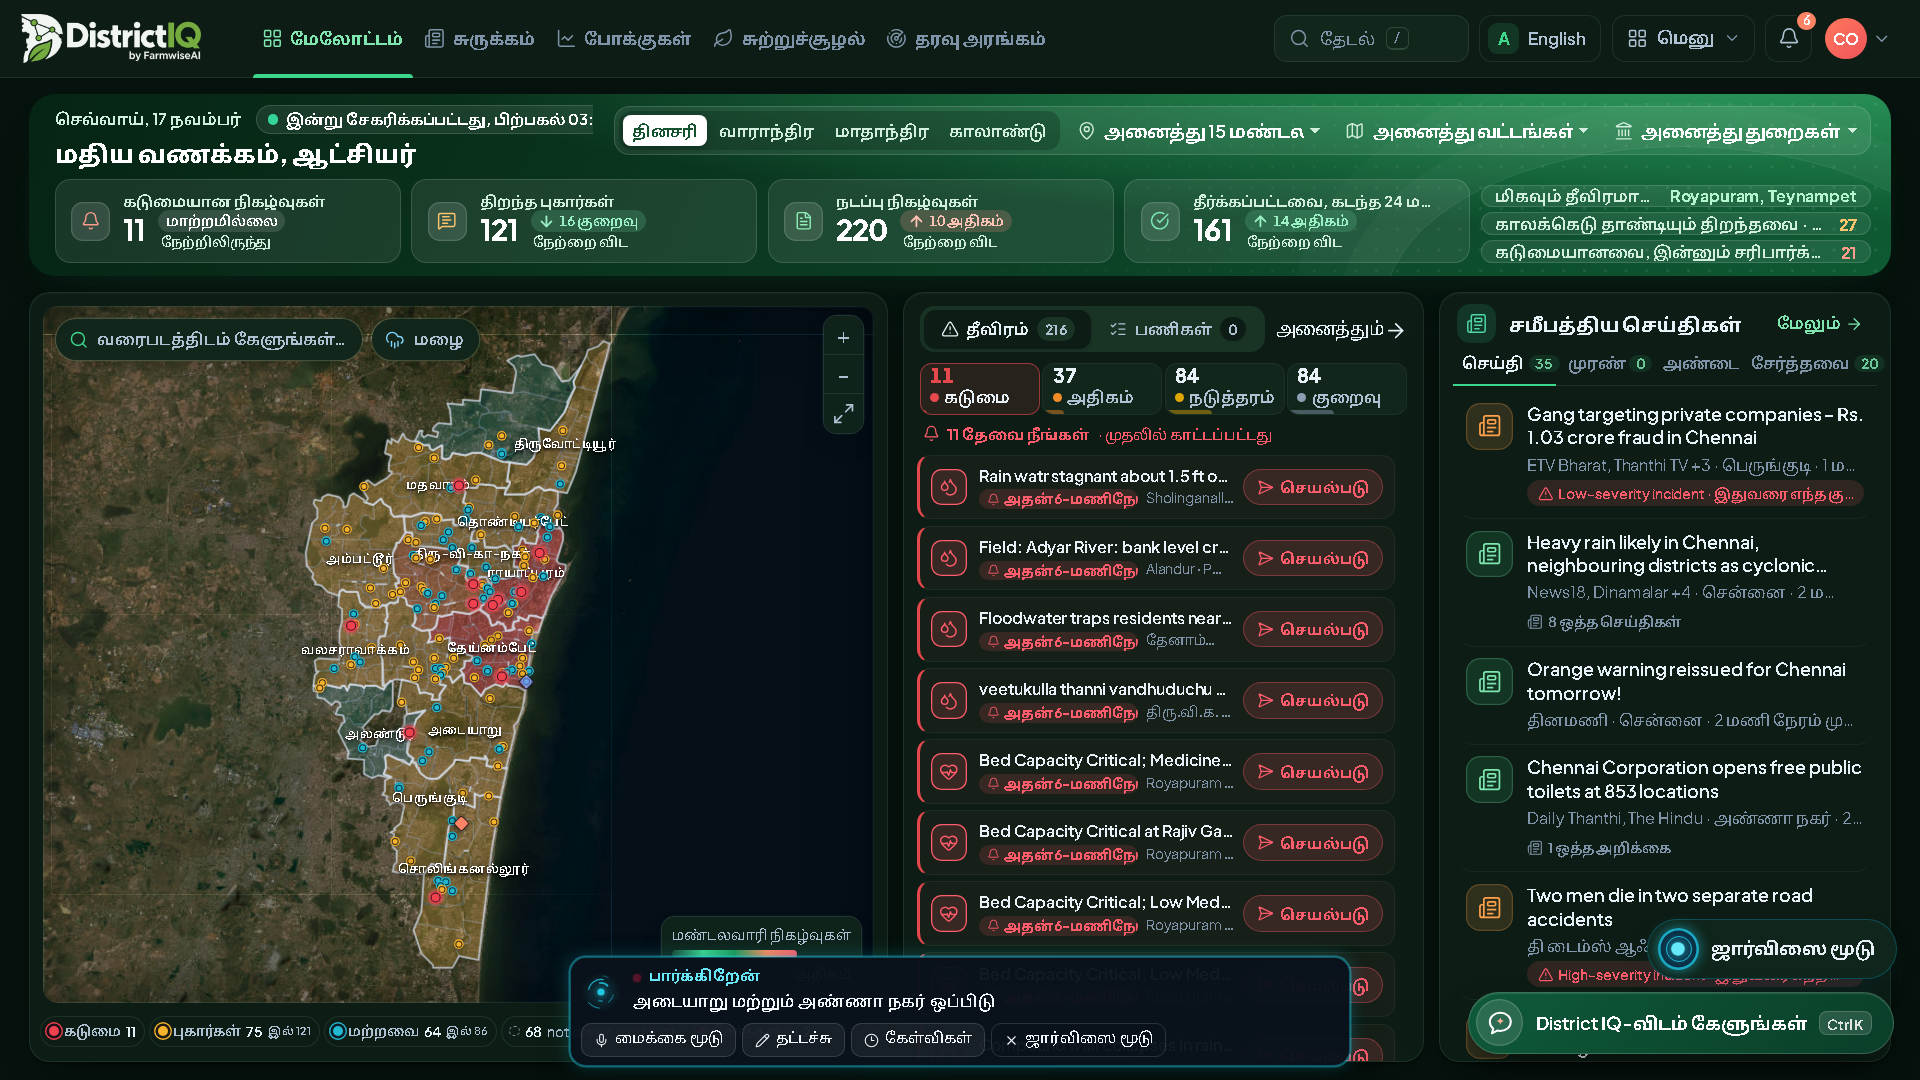 DistrictIQ
by FarmwiseAI
மேலோட்டம்
சுருக்கம்
போக்குகள்
சுற்றுச்சூழல்
தரவு அரங்கம்
தேடல் /
A English
மெனு
6
CO
செவ்வாய், 17 நவம்பர்
இன்று சேகரிக்கப்பட்டது, பிற்பகல் 03:
மதிய வணக்கம், ஆட்சியர்
தினசரி
வாராந்திர
மாதாந்திர
காலாண்டு
அனைத்து 15 மண்டல
அனைத்து வட்டங்கள்
அனைத்து துறைகள்
கடுமையான நிகழ்வுகள்
11 மாற்றமில்லை
நேற்றிலிருந்து
திறந்த புகார்கள்
121 ↓ 16 குறைவு
நேற்றை விட
நடப்பு நிகழ்வுகள்
220 ↑ 10 அதிகம்
நேற்றை விட
தீர்க்கப்பட்டவை, கடந்த 24 ம...
161 ↑ 14 அதிகம்
நேற்றை விட
மிகவும் தீவிரமா... Royapuram, Teynampet
காலக்கெடு தாண்டியும் திறந்தவை · ... 27
கடுமையானவை, இன்னும் சரிபார்க்... 21
வரைபடத்திடம் கேளுங்கள்...
மழை
+
−
திருவோட்டியூர்
தொண்டையார்பேட்
அம்பட்டூர்
திரு-வி-கா-நகர்
ராயபுரம்
வலசராவாக்கம்
தேய்னம்பேட்
அலண்டு
அடையாறு
பெருங்குடி
சொலிங்கனல்லூர்
மண்டலவாரி நிகழ்வுகள்
கடுமை 11
புகார்கள் 75 இல் 121
மற்றவை 64 இல் 86
68 not
தீவிரம் 216
பணிகள் 0
அனைத்தும் →
11
கடுமை
37
அதிகம்
84
நடுத்தரம்
84
குறைவு
11 தேவை நீங்கள் · முதலில் காட்டப்பட்டது
Rain watr stagnant about 1.5 ft o...
அதன் 6-மணிநே Sholinganall...
செயல்படு
Field: Adyar River: bank level cr...
அதன் 6-மணிநே Alandur · P...
செயல்படு
Floodwater traps residents near...
அதன் 6-மணிநே தேனாம்...
செயல்படு
veetukulla thanni vandhuduchu ...
அதன் 6-மணிநே திரு.வி.க. ...
செயல்படு
Bed Capacity Critical; Medicine...
அதன் 6-மணிநே Royapuram ...
செயல்படு
Bed Capacity Critical at Rajiv Ga...
அதன் 6-மணிநே Royapuram ...
செயல்படு
Bed Capacity Critical; Low Med...
அதன் 6-மணிநே Royapuram ...
செயல்படு
Bed Capacity Critical; Low Med...
சமீபத்திய செய்திகள்
மேலும் →
செய்தி 35
முரண் 0
அண்டை
சேர்த்தவை 20
Gang targeting private companies – Rs.
1.03 crore fraud in Chennai
ETV Bharat, Thanthi TV +3 · பெருங்குடி · 1 ம...
Low-severity incident · இதுவரை எந்த கு...
Heavy rain likely in Chennai,
neighbouring districts as cyclonic...
News18, Dinamalar +4 · சென்னை · 2 ம...
8 ஒத்த செய்திகள்
Orange warning reissued for Chennai
tomorrow!
தினமணி · சென்னை · 2 மணி நேரம் மு...
Chennai Corporation opens free public
toilets at 853 locations
Daily Thanthi, The Hindu · அண்ணா நகர் · 2...
1 ஒத்த அறிக்கை
Two men die in two separate road
accidents
தி டைம்ஸ் ஆஃ
High-severity in
ஜார்விஸை மூடு
District IQ-விடம் கேளுங்கள் Ctrl K
பார்க்கிறேன்
அடையாறு மற்றும் அண்ணா நகர் ஒப்பிடு
மைக்கை மூடு
தட்டச்சு
கேள்விகள்
× ஜார்விஸை மூடு